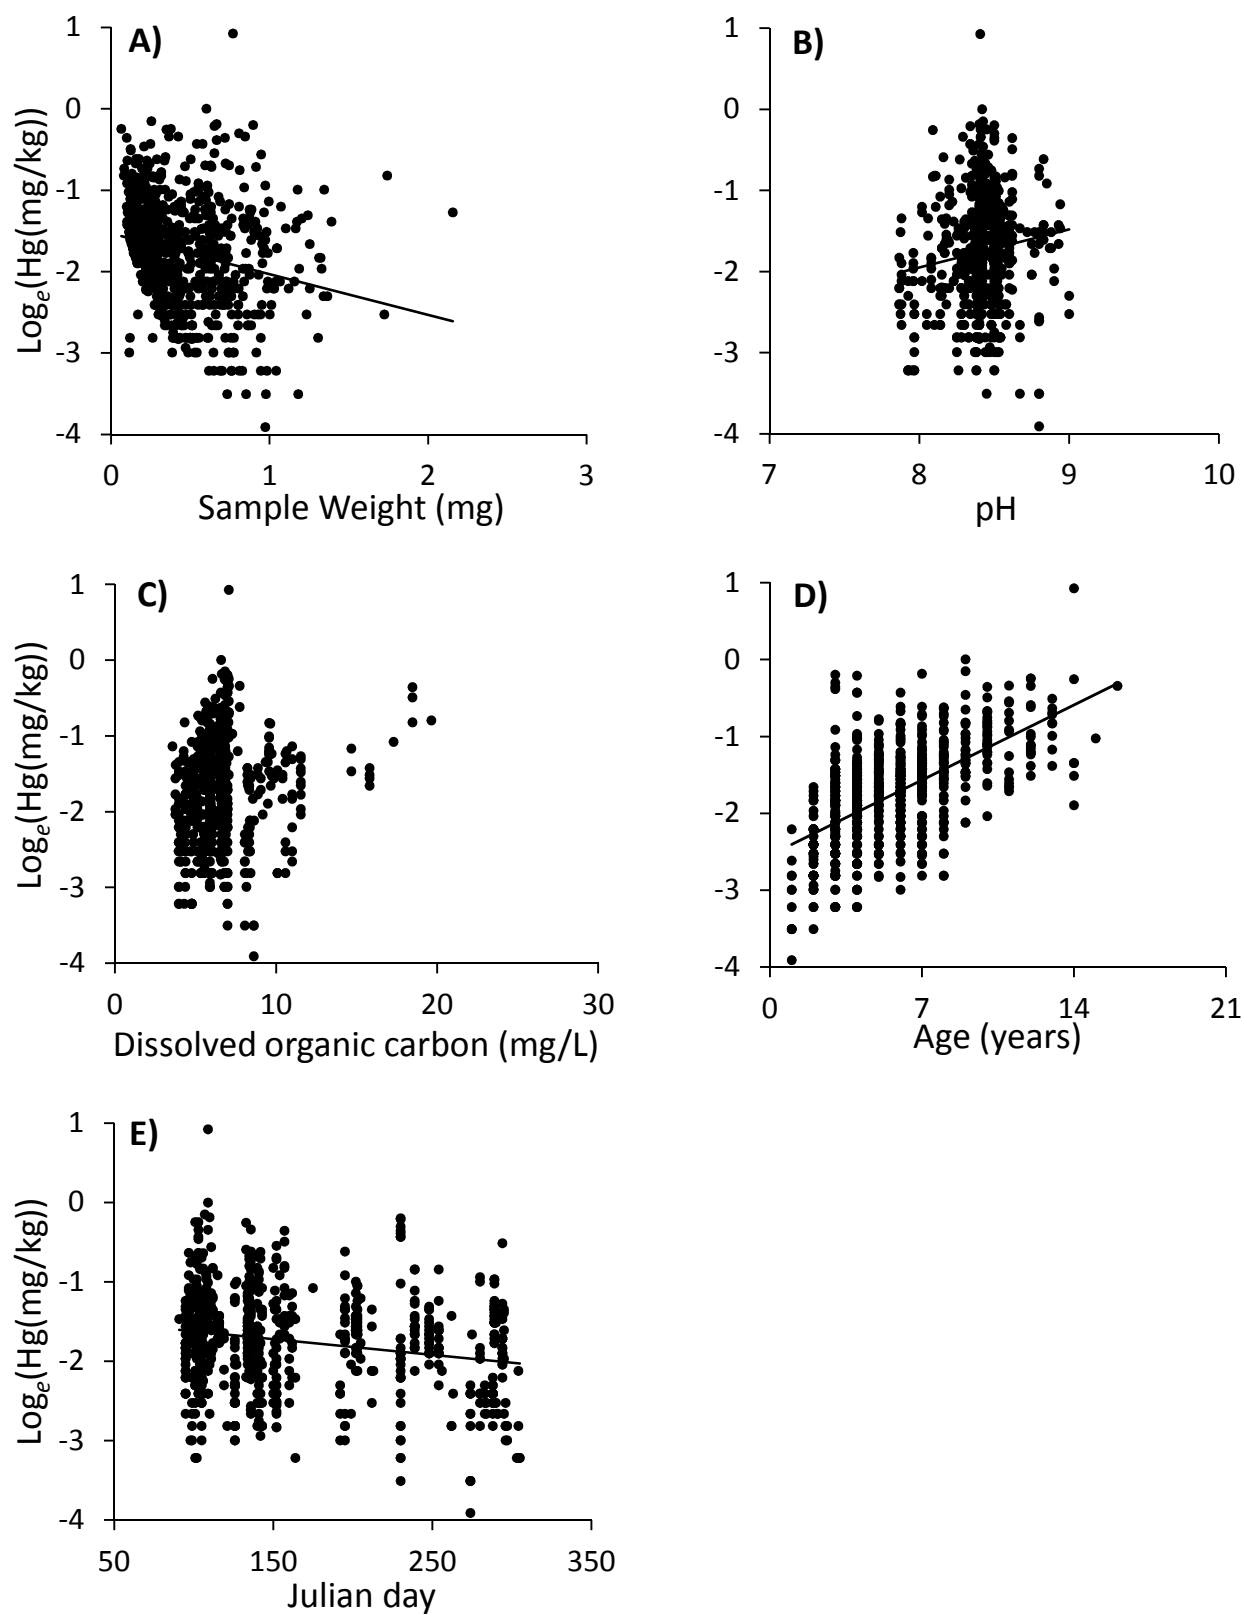 A)
Log𝑒(Hg(mg/kg))
1
0
-1
-2
-3
-4
0 1 2 3
Sample Weight (mg)
B)
1
0
-1
-2
-3
-4
7 8 9 10
pH
C)
Log𝑒(Hg(mg/kg))
1
0
-1
-2
-3
-4
0 10 20 30
Dissolved organic carbon (mg/L)
D)
1
0
-1
-2
-3
-4
0 7 14 21
Age (years)
E)
Log𝑒(Hg(mg/kg))
1
0
-1
-2
-3
-4
50 150 250 350
Julian day